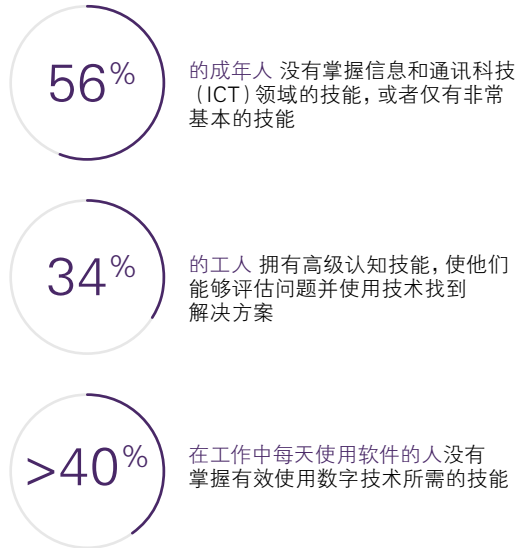 56%
的成年人 没有掌握信息和通讯科技
（ICT）领域的技能，或者仅有非常
基本的技能
34%
的工人 拥有高级认知技能，使他们
能够评估问题并使用技术找到
解决方案
>40%
在工作中每天使用软件的人没有
掌握有效使用数字技术所需的技能